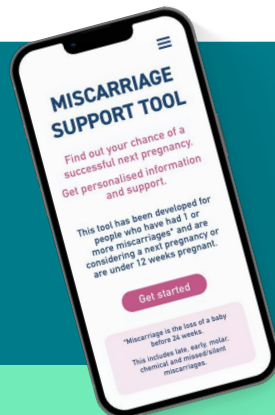 MISCARRIAGE
SUPPORT TOOL
Find out your chance of a
successful next pregnancy.
Get personalised information
and support.
This tool has been developed for
people who have had 1 or
more miscarriages* and are
considering a next pregnancy or
are under 12 weeks pregnant.
Get started
*Miscarriage is the loss of a baby
before 24 weeks.
This includes late, early, molar,
chemical and missed/silent
miscarriages.